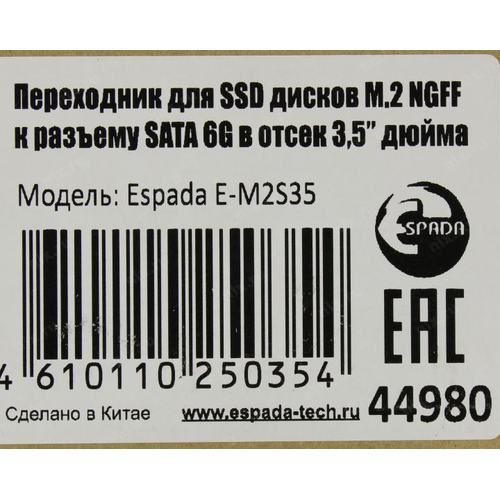 Переходник для SSD дисков M.2 NGFF
к разъему SATA 6G в отсек 3,5” дюйма
Модель: Espada E-M2S35
ESPADA
EAC
4 610110 250354
44980
Сделано в Китае
www.espada-tech.ru